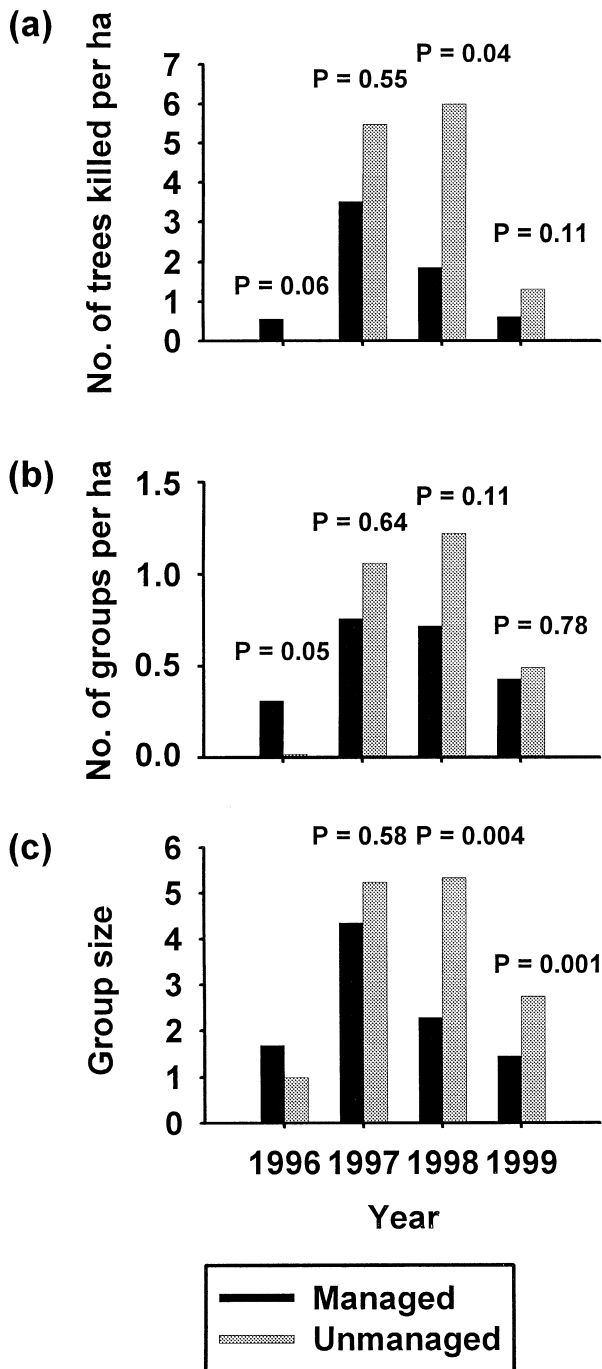 (a)
No. of trees killed per ha
7
6
5
4
3
2
1
0
P = 0.06
P = 0.55
P = 0.04
P = 0.11
(b)
No. of groups per ha
1.5
1.0
0.5
0.0
P = 0.05
P = 0.64
P = 0.11
P = 0.78
(c)
Group size
6
5
4
3
2
1
0
P = 0.58
P = 0.004
P = 0.001
1996 1997 1998 1999
Year
Managed
Unmanaged